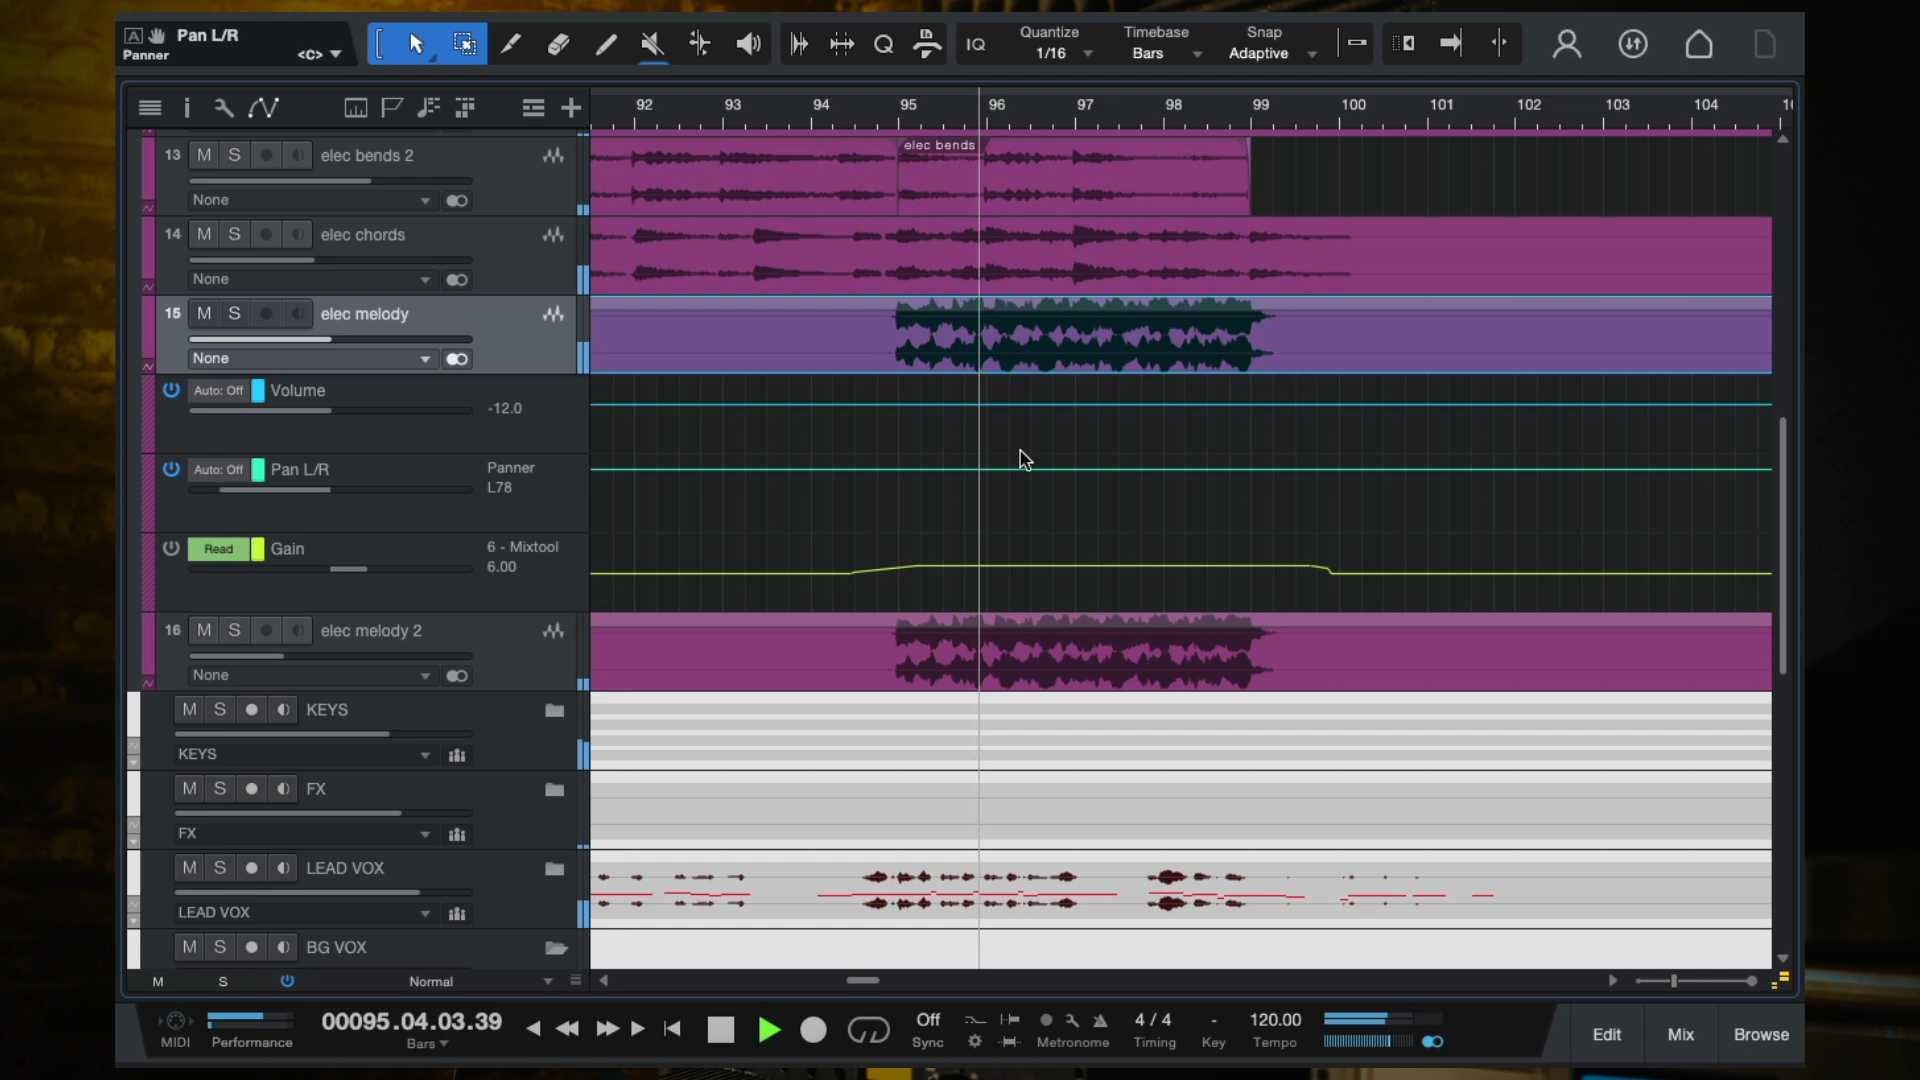 A Pan L/R
Panner <C>
IQ
Quantize
1/16
Timebase
Bars
Snap
Adaptive
92 93 94 95 96 97 98 99 100 101 102 103 104
13 M S elec bends 2
None
elec bends
14 M S elec chords
None
15 M S elec melody
None
Auto: Off Volume
-12.0
Auto: Off Pan L/R Panner
L78
Read Gain 6 - Mixtool
6.00
16 M S elec melody 2
None
M S KEYS
KEYS
M S FX
FX
M S LEAD VOX
LEAD VOX
M S BG VOX
M S Normal
MIDI
Performance
00095.04.03.39
Bars
Off
Sync
Metronome
4 / 4
Timing
-
Key
120.00
Tempo
Edit
Mix
Browse